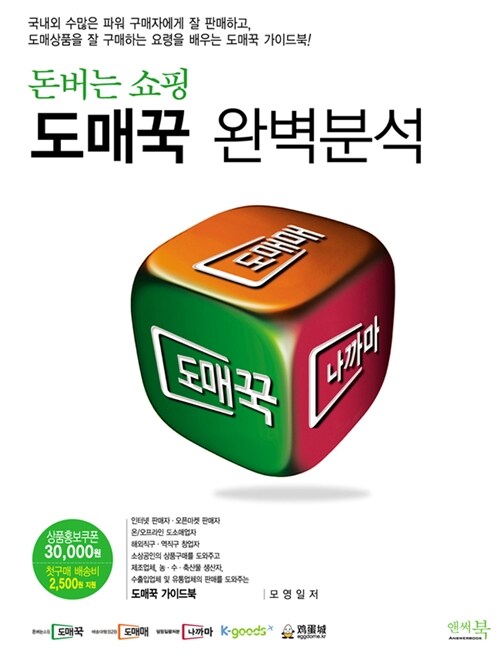 국내외 수많은 파워 구매자에게 잘 판매하고,
도매상품을 잘 구매하는 요령을 배우는 도매꾹 가이드북!
돈버는 쇼핑
도매꾹 완벽분석
도매매
도매꾹
나까마
상품홍보쿠폰
30,000원
첫구매 배송비
2,500원 지원
인터넷 판매자 · 오픈마켓 판매자
온/오프라인 도소매업자
해외직구 · 역직구 창업자
소상공인의 상품구매를 도와주고
제조업체, 농 · 수 · 축산물 생산자,
수출입업체 및 유통업체의 판매를 도와주는
도매꾹 가이드북
모 영 일 저
돈버는쇼핑 도매꾹
도매매
나까마
K-goods
鸡蛋城
eggdome.kr
앤써북
ANSWERBOOK